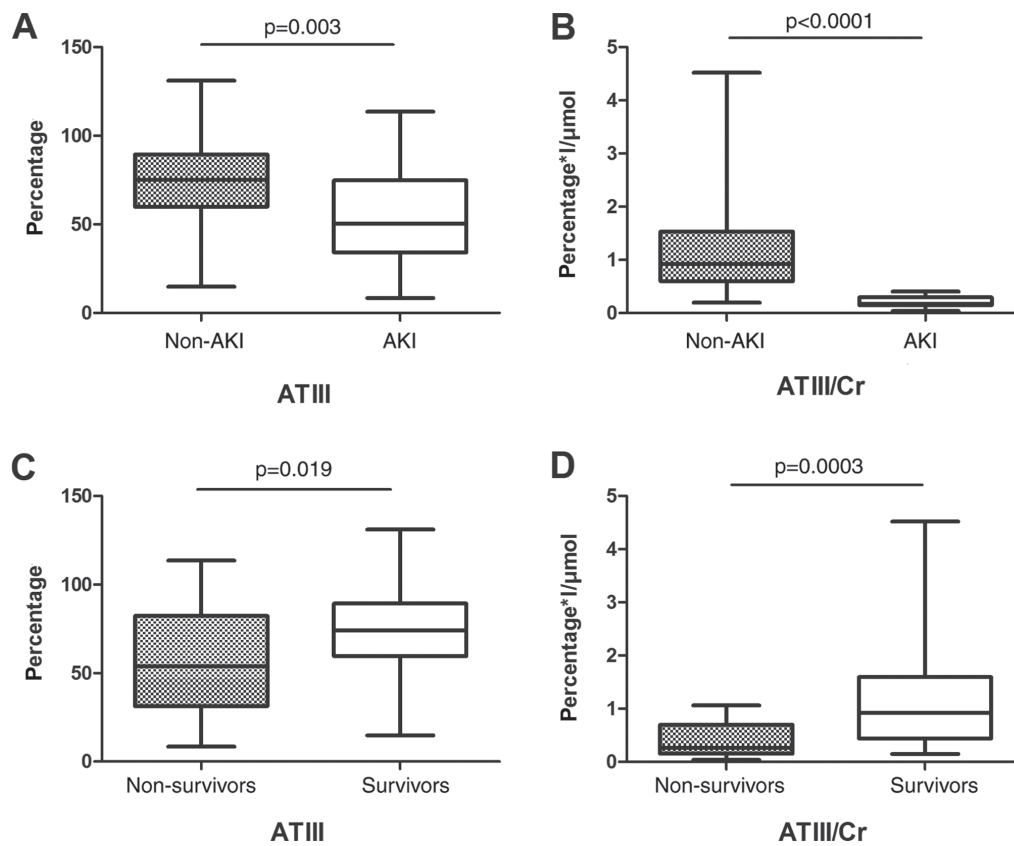 A
p=0.003
150
100
50
0
Percentage
Non-AKI AKI
ATIII
B
p<0.0001
5
4
3
2
1
0
Percentage*l/μmol
Non-AKI AKI
ATIII/Cr
C
p=0.019
150
100
50
0
Percentage
Non-survivors Survivors
ATIII
D
p=0.0003
5
4
3
2
1
0
Percentage*l/μmol
Non-survivors Survivors
ATIII/Cr